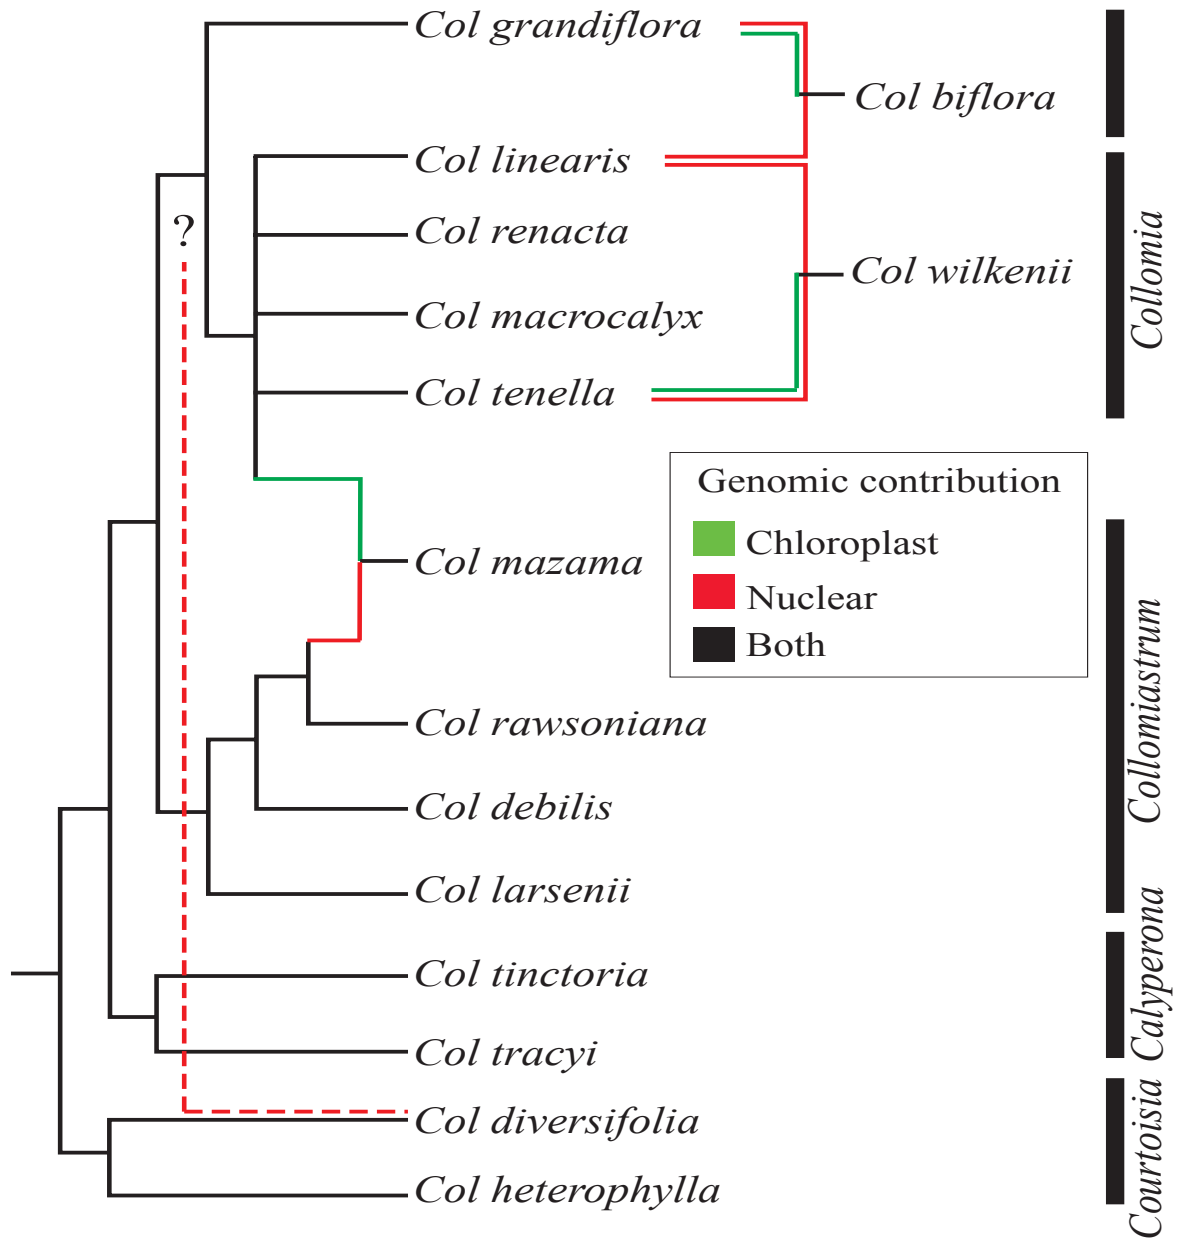 Col grandiflora
Col biflora
Col linearis
Col renacta
?
Col wilkenii
Col macrocalyx
Col tenella
Collomia
Genomic contribution
Chloroplast
Nuclear
Both
Col mazama
Col rawsoniana
Col debilis
Col larsenii
Collomiastrum
Col tinctoria
Col tracyi
Calyperona
Col diversifolia
Col heterophylla
Courtoisia